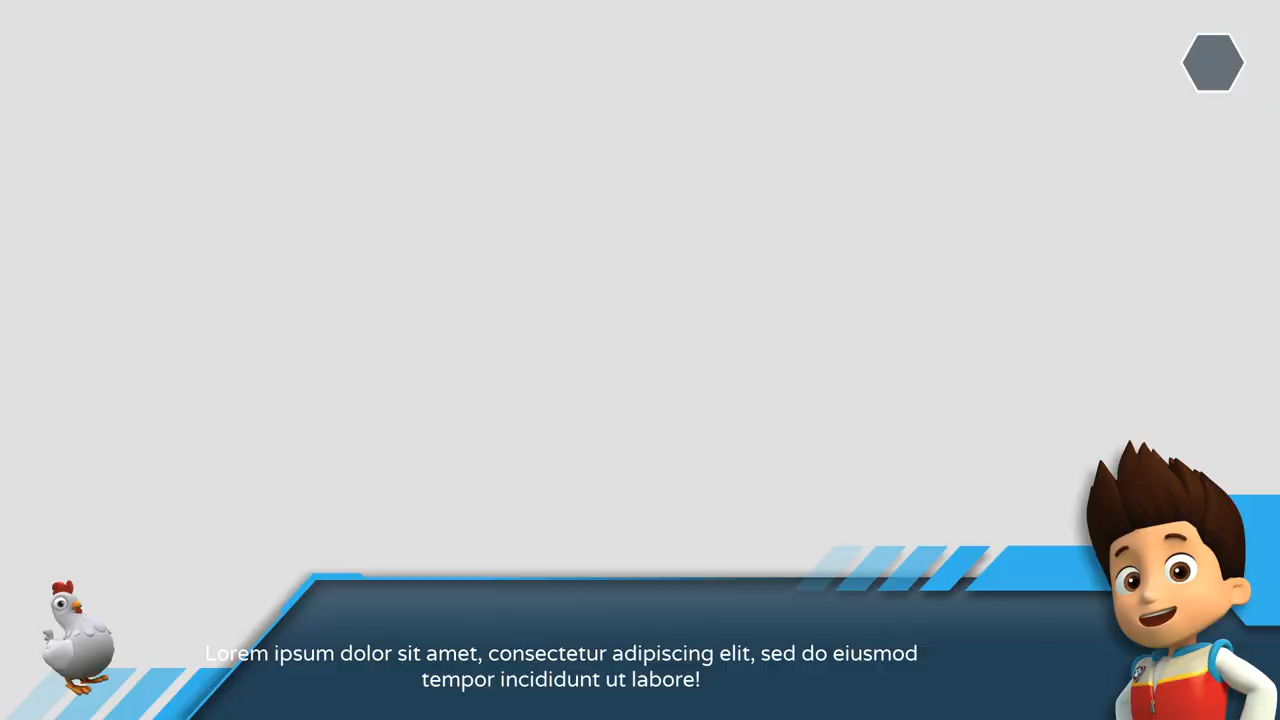 Lorem ipsum dolor sit amet, consectetur adipiscing elit, sed do eiusmod
tempor incididunt ut labore!